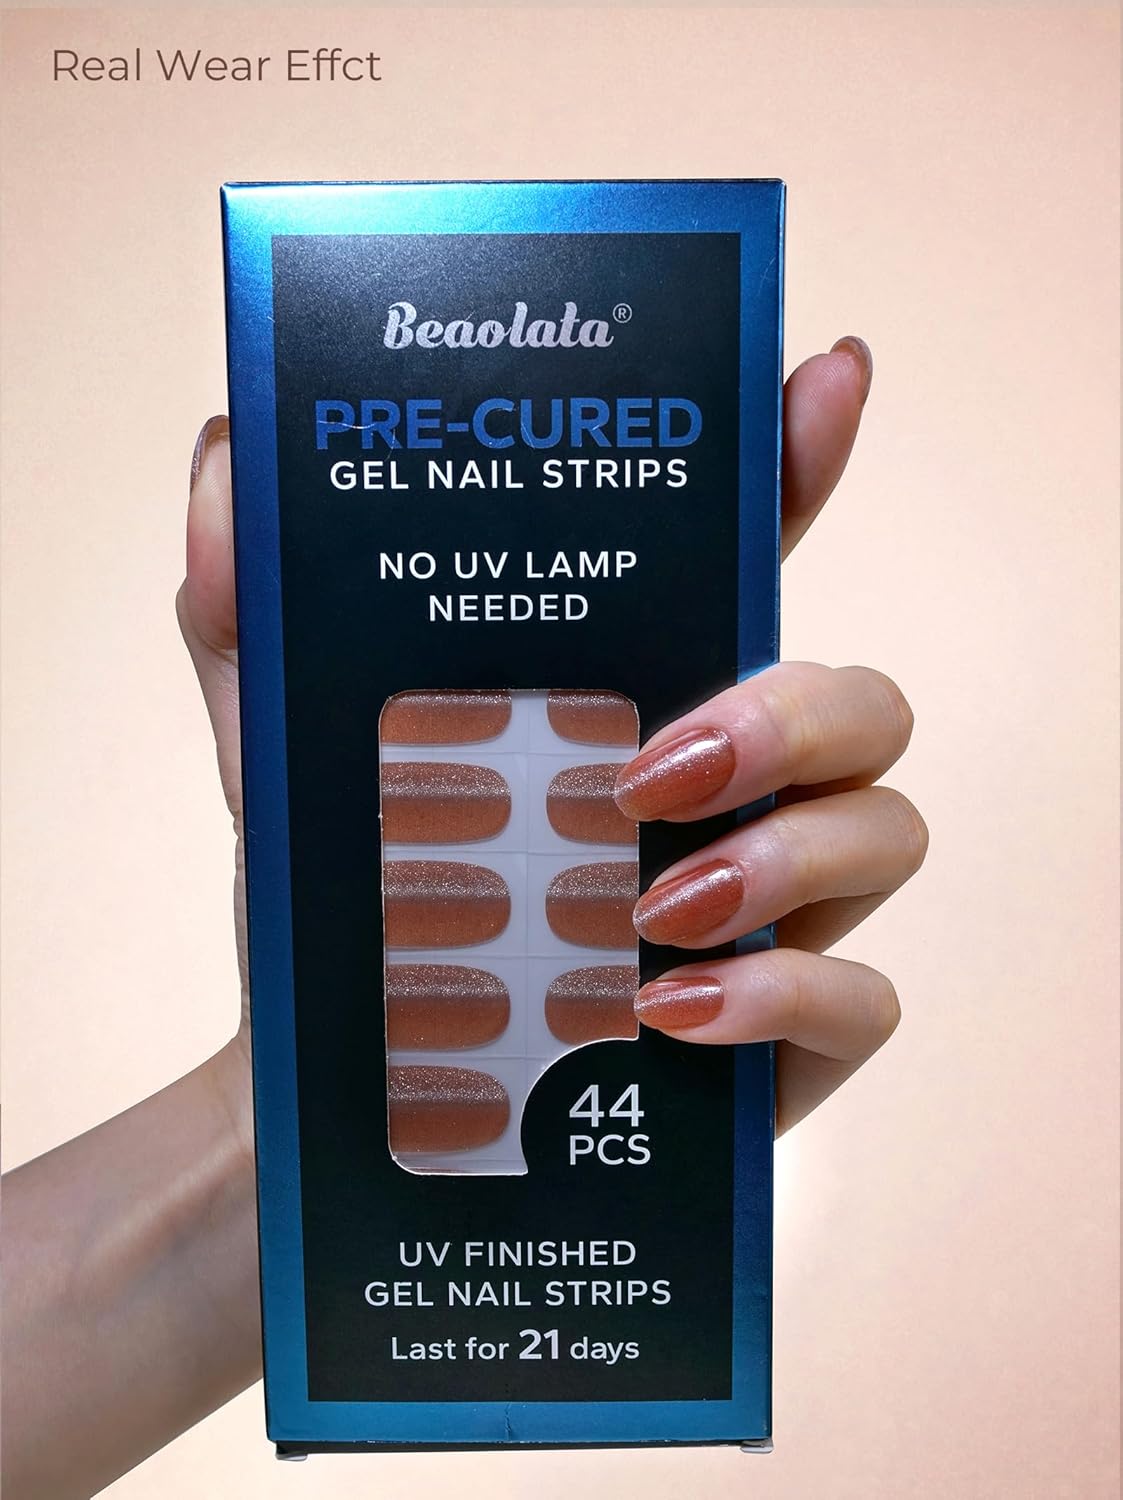 Real Wear Effct
Beaolata®
PRE-CURED
GEL NAIL STRIPS
NO UV LAMP
NEEDED
44
PCS
UV FINISHED
GEL NAIL STRIPS
Last for 21 days